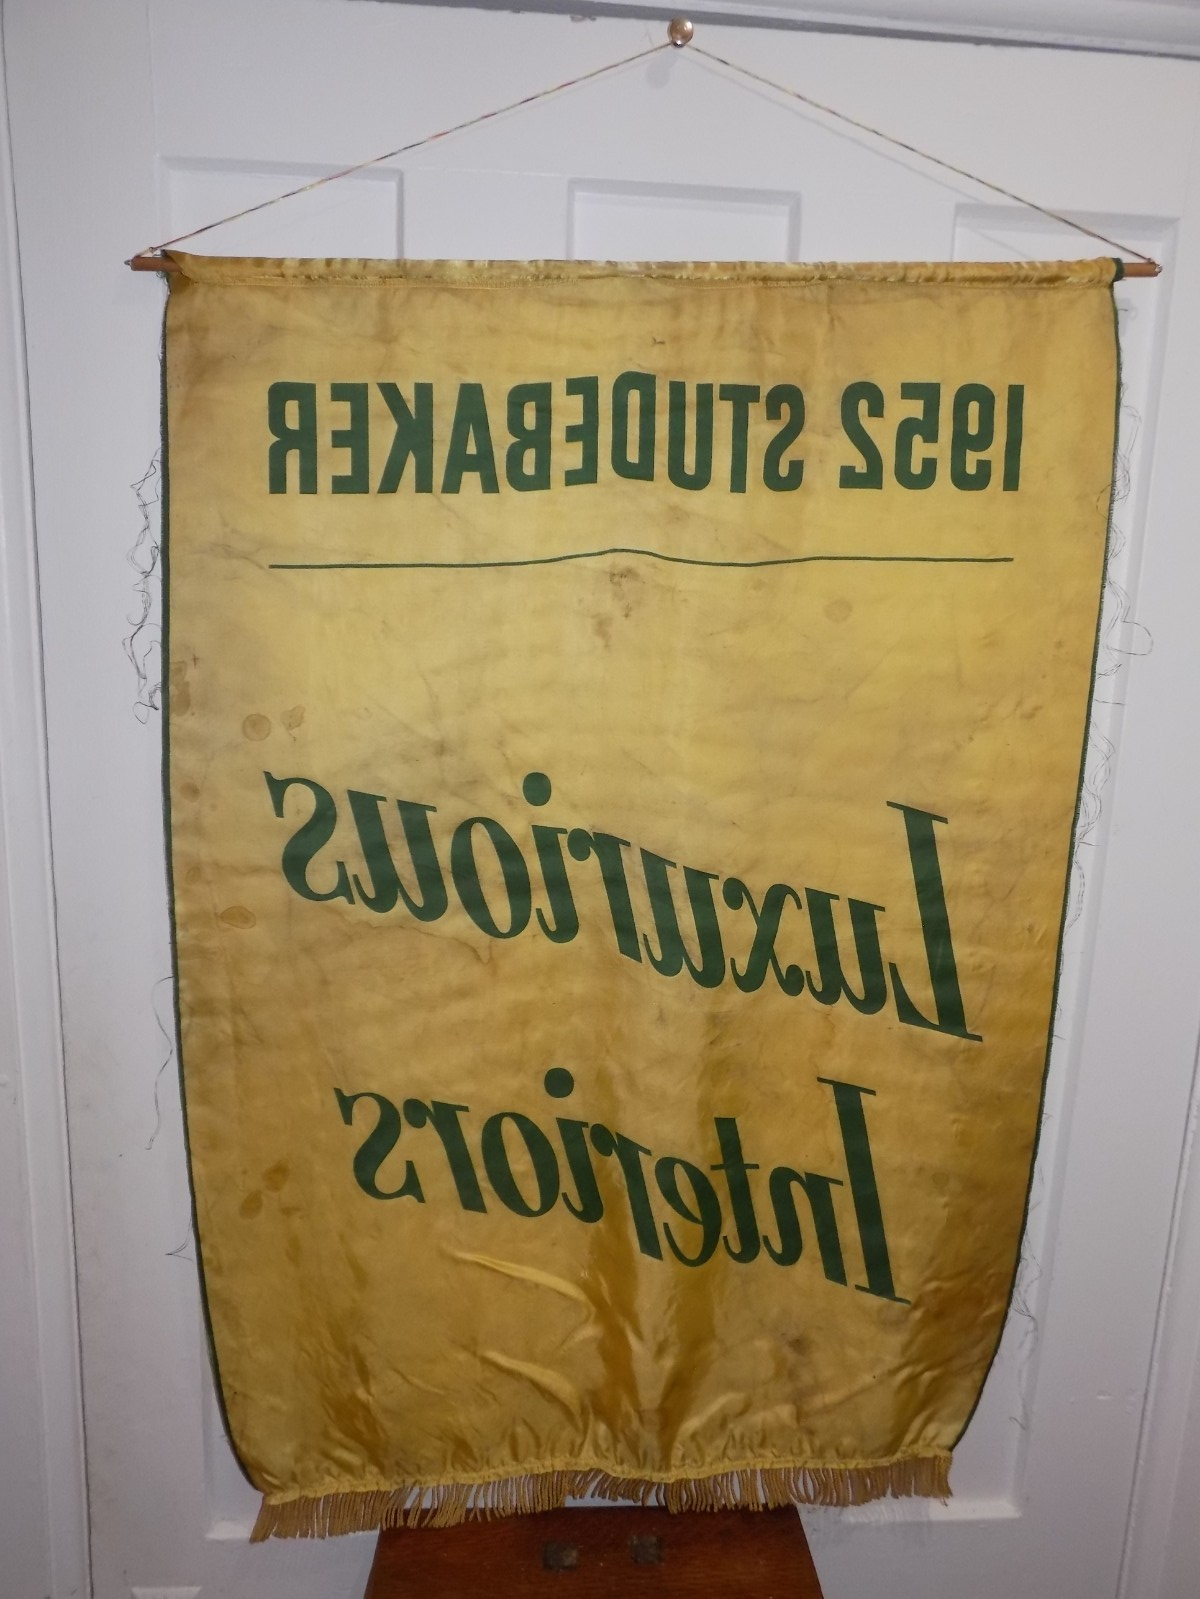 1952 STUDEBAKER
Luxurious
Interiors